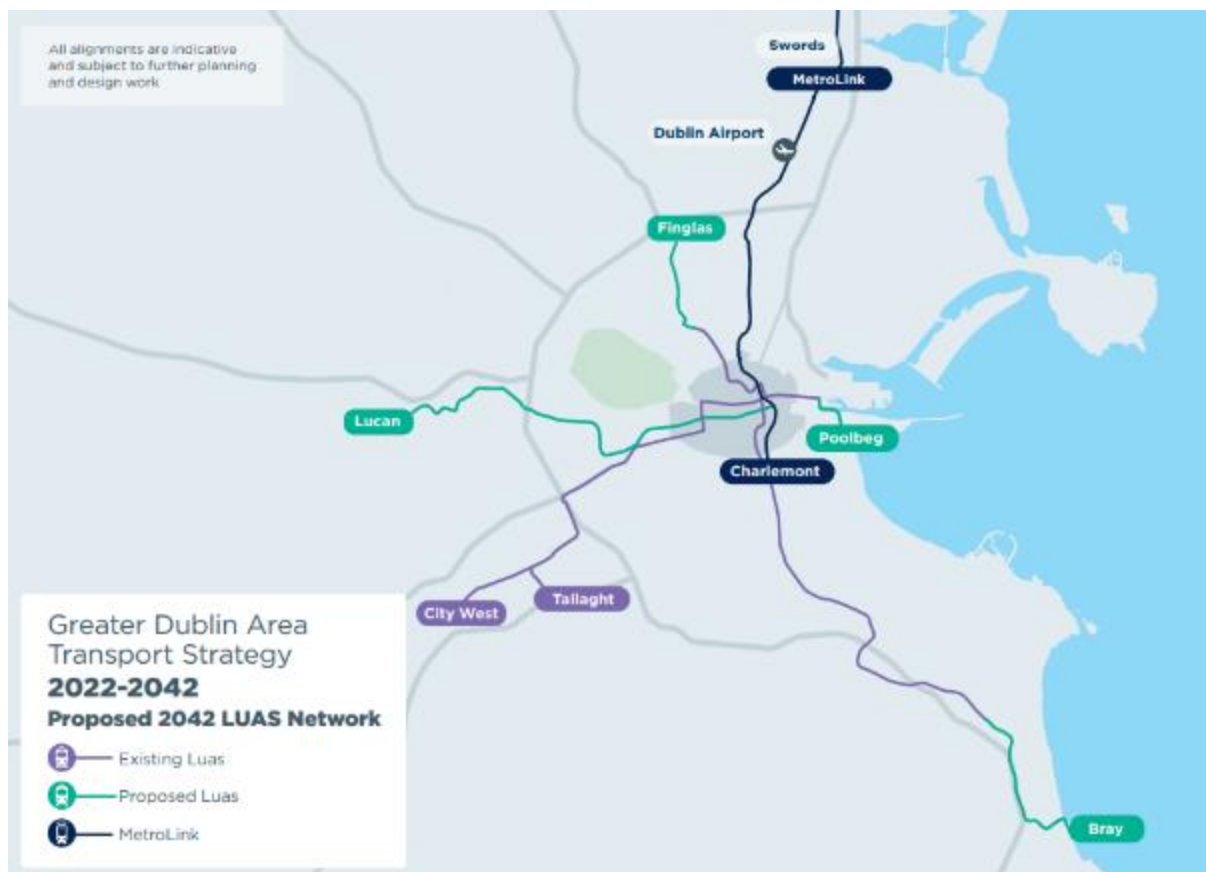 All alignments are indicative
and subject to further planning
and design work
Swords
MetroLink
Dublin Airport
Finglas
Lucan
Poolbeg
Charlemont
City West
Tallaght
Bray
Greater Dublin Area
Transport Strategy
2022-2042
Proposed 2042 LUAS Network
Existing Luas
Proposed Luas
MetroLink